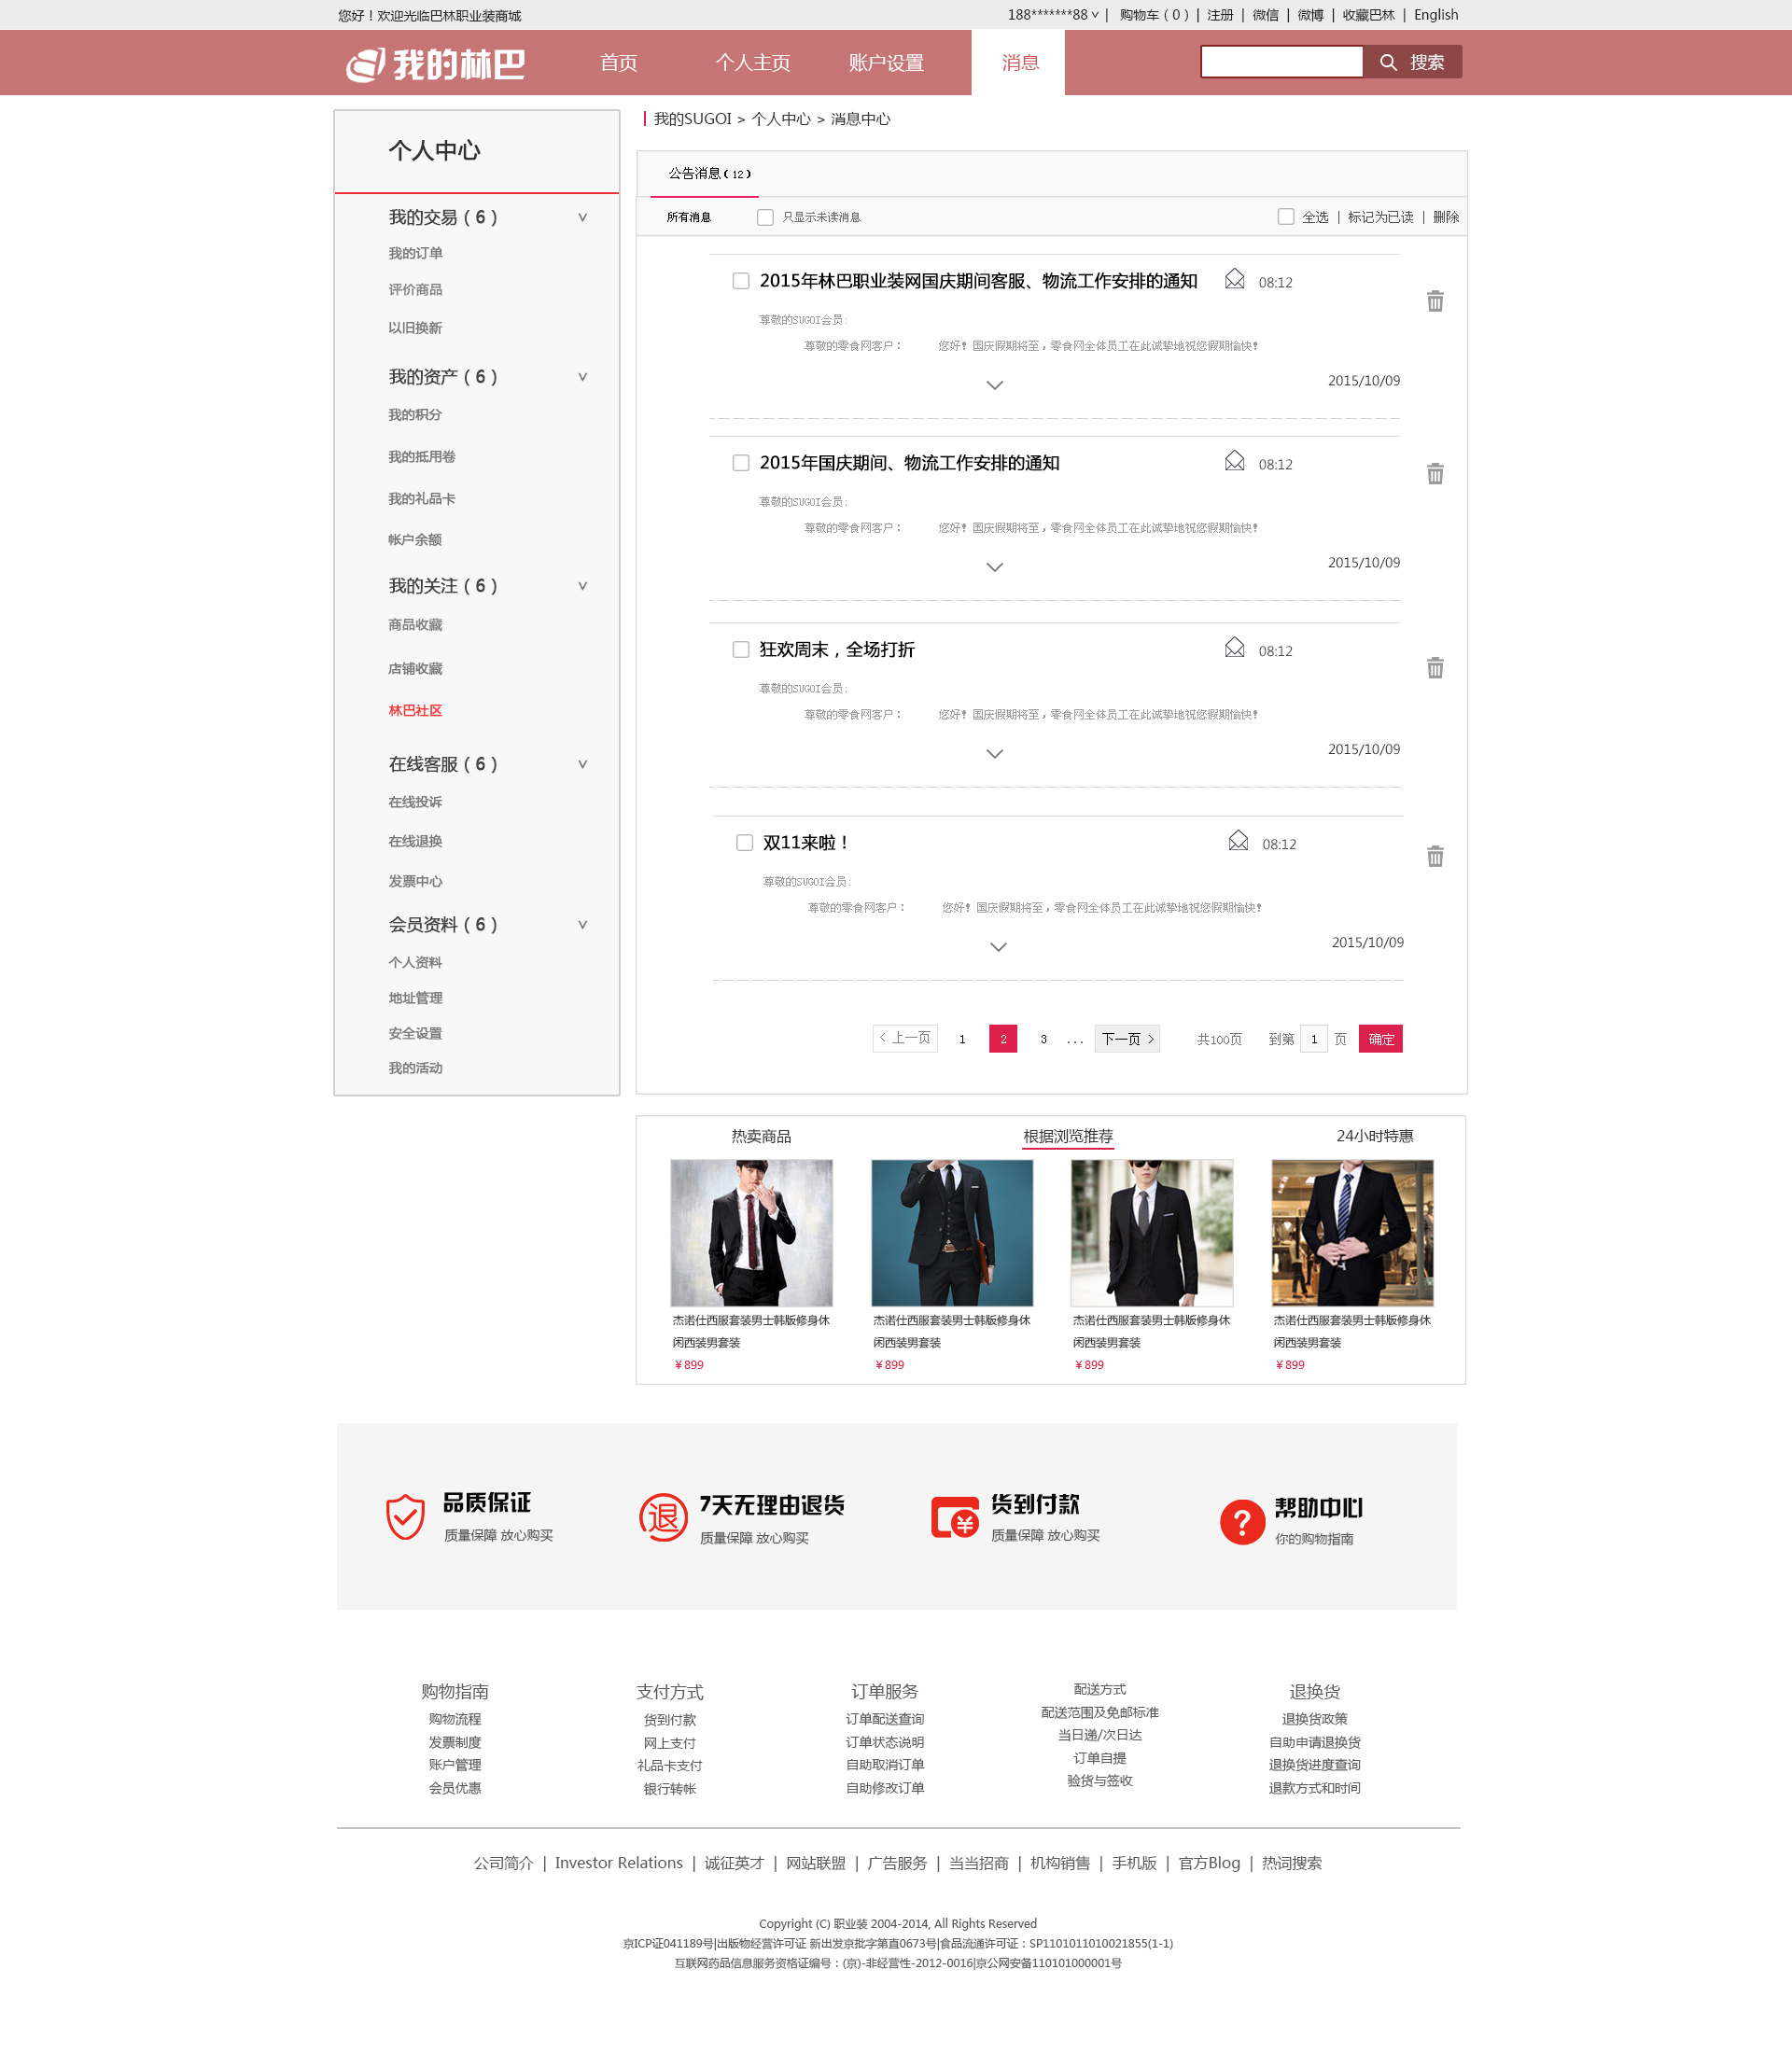 您好！欢迎光临巴林职业装商城
188*******88 ∨ | 购物车（0）| 注册 | 微信 | 微博 | 收藏巴林 | English
我的林巴 首页 个人主页 账户设置 消息 搜索
个人中心
我的交易（6）
我的订单
评价商品
以旧换新
我的资产（6）
我的积分
我的抵用卷
我的礼品卡
帐户余额
我的关注（6）
商品收藏
店铺收藏
林巴社区
在线客服（6）
在线投诉
在线退换
发票中心
会员资料（6）
个人资料
地址管理
安全设置
我的活动
我的SUGOI > 个人中心 > 消息中心
公告消息（12）
所有消息 只显示未读消息 全选 | 标记为已读 | 删除
2015年林巴职业装网国庆期间客服、物流工作安排的通知 08:12
尊敬的SUGOI会员:
尊敬的零食网客户： 您好！国庆假期将至，零食网全体员工在此诚挚地祝您假期愉快！
2015/10/09
2015年国庆期间、物流工作安排的通知 08:12
尊敬的SUGOI会员:
尊敬的零食网客户： 您好！国庆假期将至，零食网全体员工在此诚挚地祝您假期愉快！
2015/10/09
狂欢周末，全场打折 08:12
尊敬的SUGOI会员:
尊敬的零食网客户： 您好！国庆假期将至，零食网全体员工在此诚挚地祝您假期愉快！
2015/10/09
双11来啦！ 08:12
尊敬的SUGOI会员:
尊敬的零食网客户： 您好！国庆假期将至，零食网全体员工在此诚挚地祝您假期愉快！
2015/10/09
< 上一页 1 2 3 ... 下一页 > 共100页 到第 1 页 确定
热卖商品 根据浏览推荐 24小时特惠
杰诺仕西服套装男士韩版修身休 杰诺仕西服套装男士韩版修身休 杰诺仕西服套装男士韩版修身休 杰诺仕西服套装男士韩版修身休
闲西装男套装 闲西装男套装 闲西装男套装 闲西装男套装
￥899 ￥899 ￥899 ￥899
品质保证 退 7天无理由退货 ¥ 货到付款 ? 帮助中心
质量保障 放心购买 质量保障 放心购买 质量保障 放心购买 你的购物指南
购物指南
购物流程
发票制度
账户管理
会员优惠
支付方式
货到付款
网上支付
礼品卡支付
银行转帐
订单服务
订单配送查询
订单状态说明
自助取消订单
自助修改订单
配送方式
配送范围及免邮标准
当日递/次日达
订单自提
验货与签收
退换货
退换货政策
自助申请退换货
退换货进度查询
退款方式和时间
公司简介 | Investor Relations | 诚征英才 | 网站联盟 | 广告服务 | 当当招商 | 机构销售 | 手机版 | 官方Blog | 热词搜索
Copyright (C) 职业装 2004-2014, All Rights Reserved
京ICP证041189号|出版物经营许可证 新出发京批字第直0673号|食品流通许可证：SP1101011010021855(1-1)
互联网药品信息服务资格证编号：(京)-非经营性-2012-0016|京公网安备110101000001号